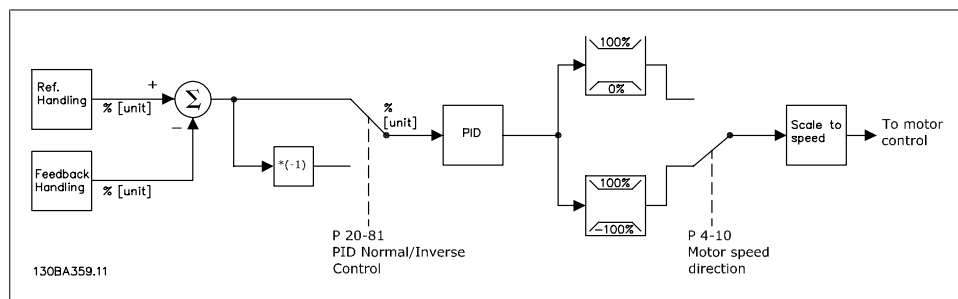 Ref.
Handling
+
% [unit]
Σ
−
Feedback
Handling
% [unit]
*(-1)
%
[unit]
PID
100%
0%
100%
-100%
Scale to
speed
To motor
control
P 20-81
PID Normal/Inverse
Control
P 4-10
Motor speed
direction
130BA359.11